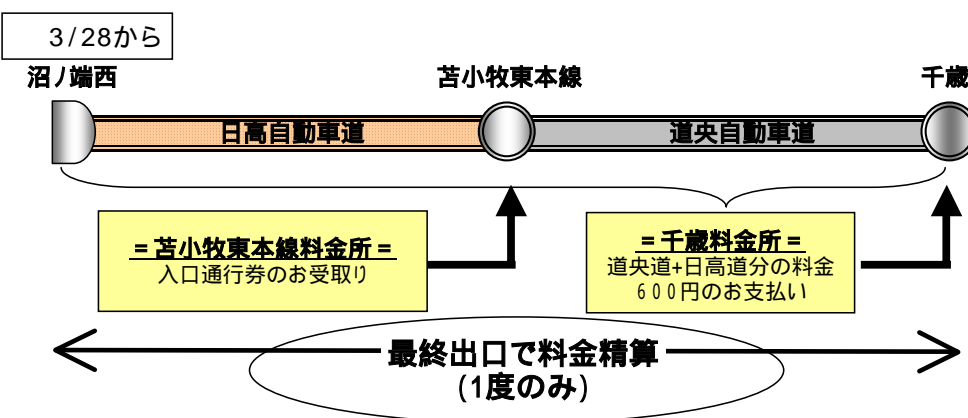 3/28から
沼ノ端西
苫小牧東本線
千歳
日高自動車道
道央自動車道
=苫小牧東本線料金所=
入口通行券のお受取り
=千歳料金所=
道央道+日高道分の料金
600円のお支払い
最終出口で料金精算
(1度のみ)